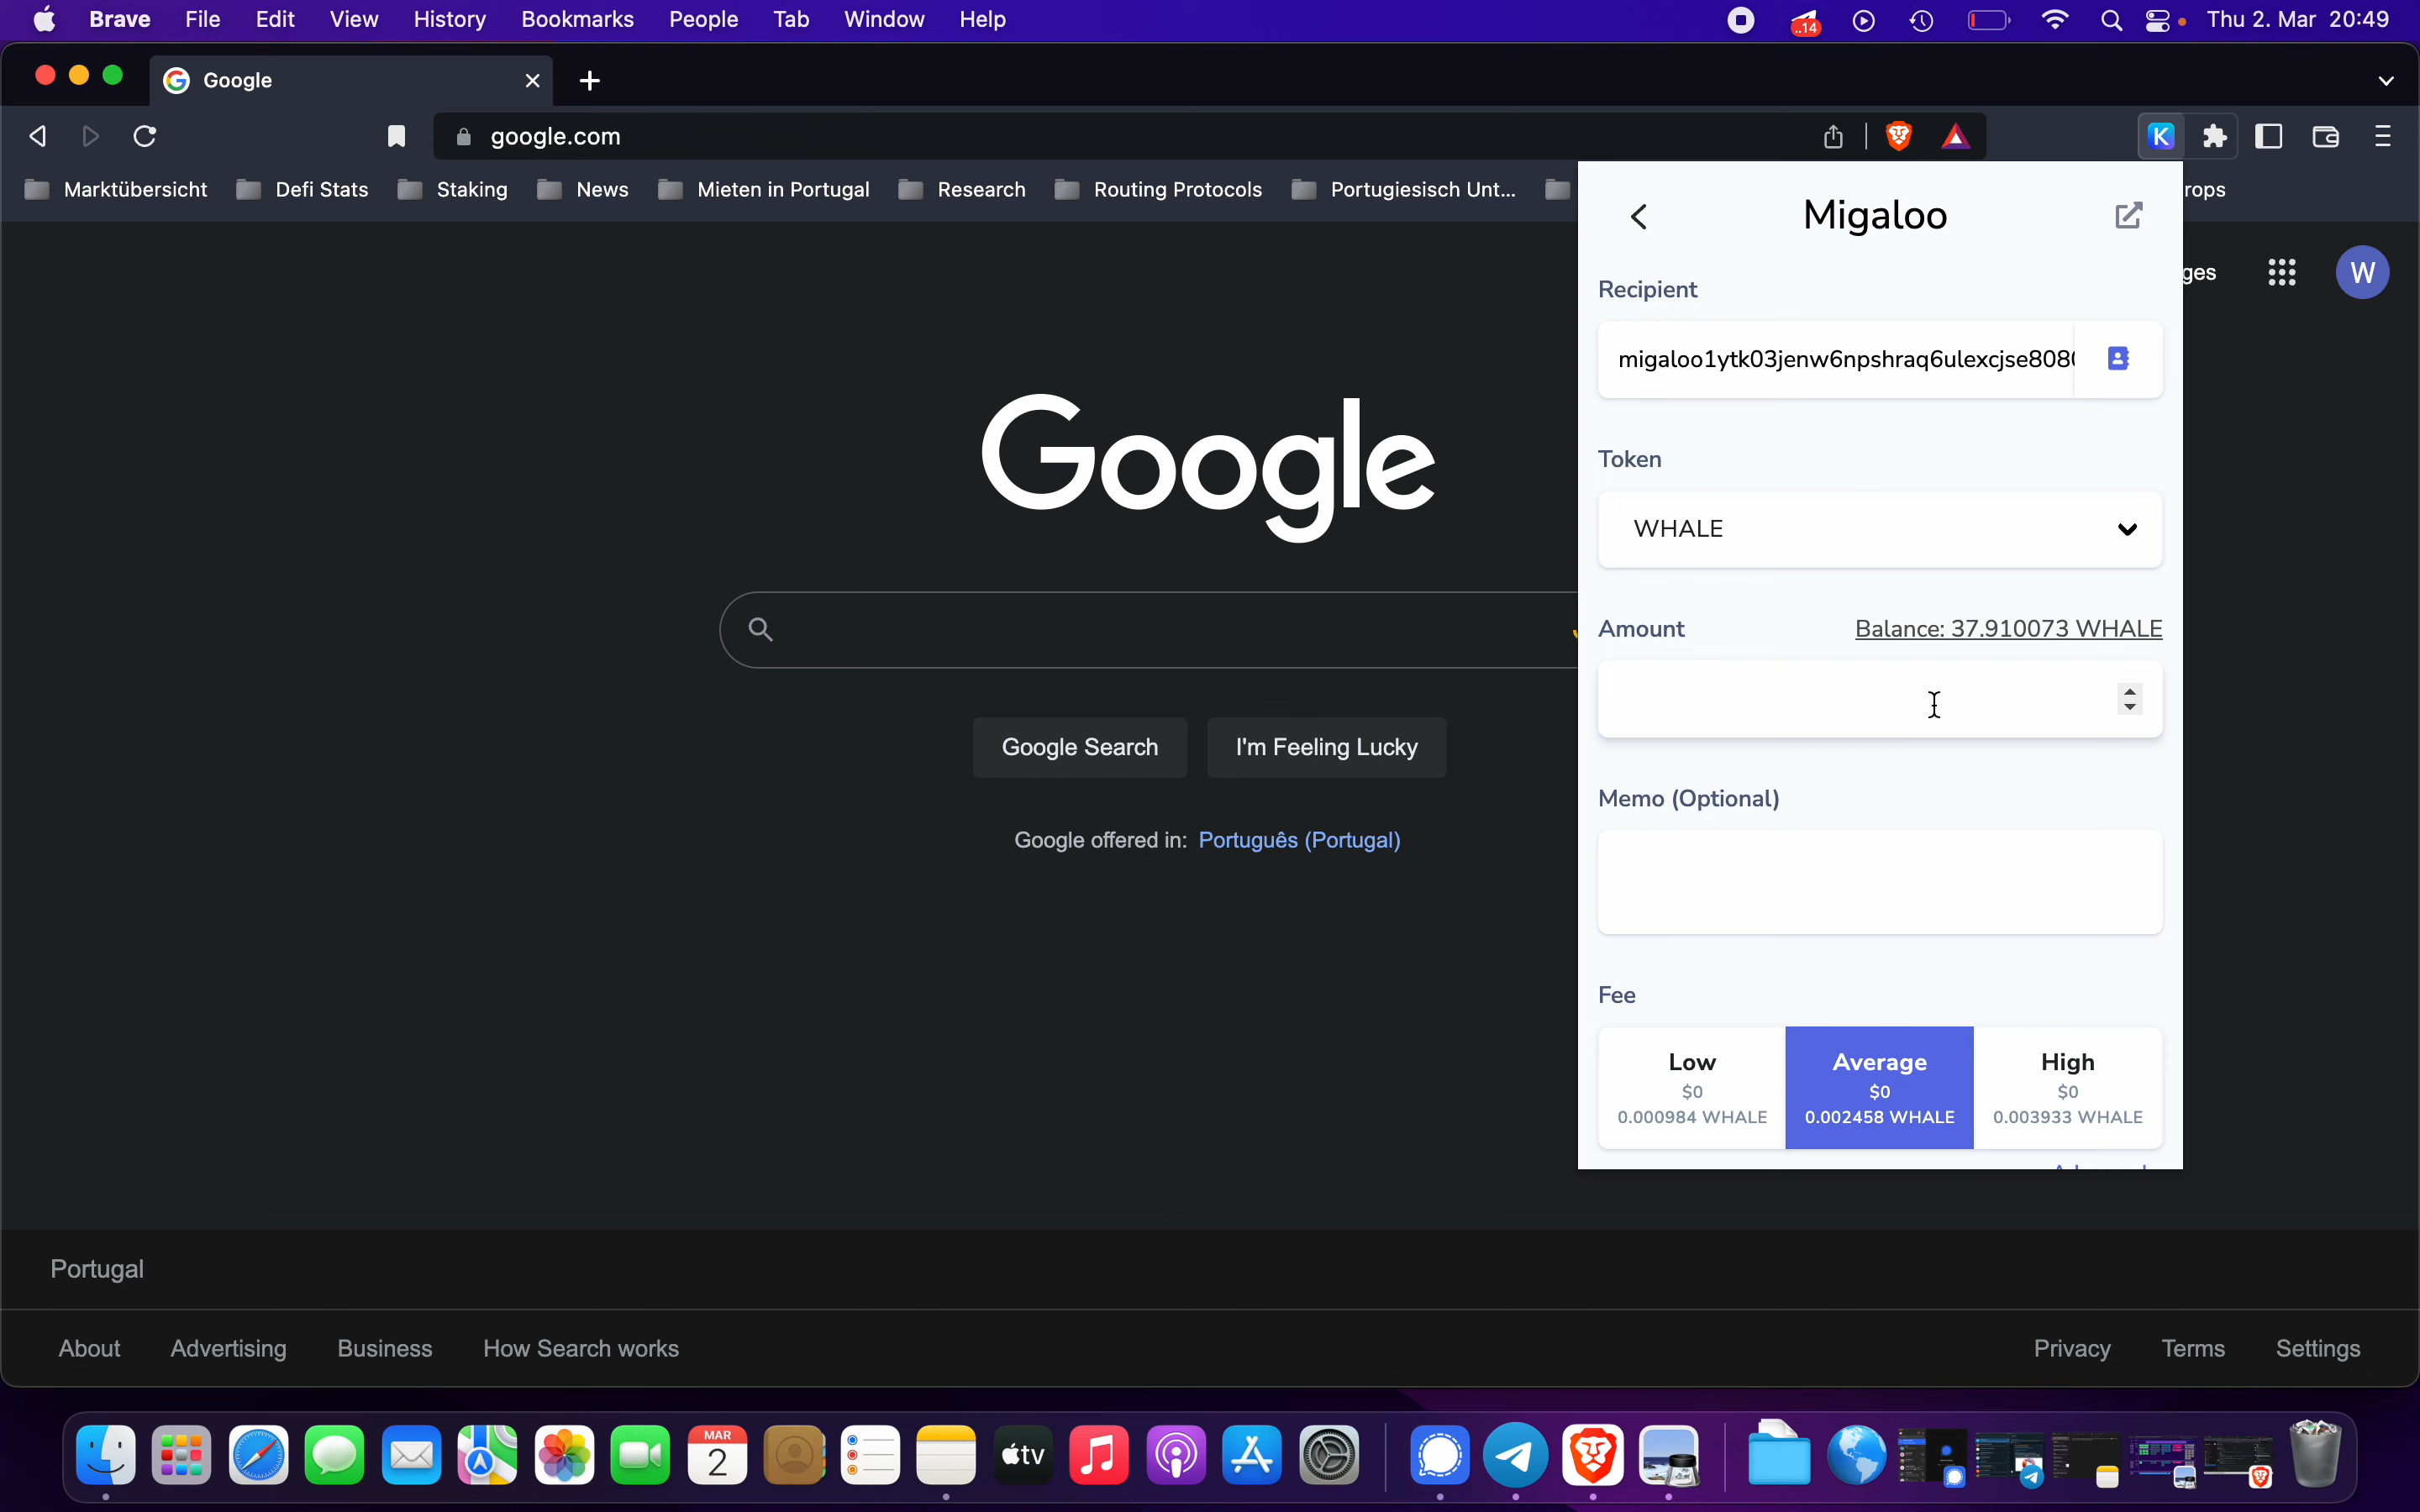 Brave File Edit View History Bookmarks People Tab Window Help ..14 Thu 2. Mar 20:49
Google
google.com K
Marktübersicht Defi Stats Staking News Mieten in Portugal Research Routing Protocols Portugiesisch Unt... rops
Migaloo
ges W
Recipient
migaloo1ytk03jenw6npshraq6ulexcjse808
Token
WHALE
Google
Amount Balance: 37.910073 WHALE
Google Search I'm Feeling Lucky
Memo (Optional)
Google offered in: Português (Portugal)
Fee
Low Average High
$0 $0 $0
0.000984 WHALE 0.002458 WHALE 0.003933 WHALE
Portugal
About Advertising Business How Search works Privacy Terms Settings
MAR
2
tv